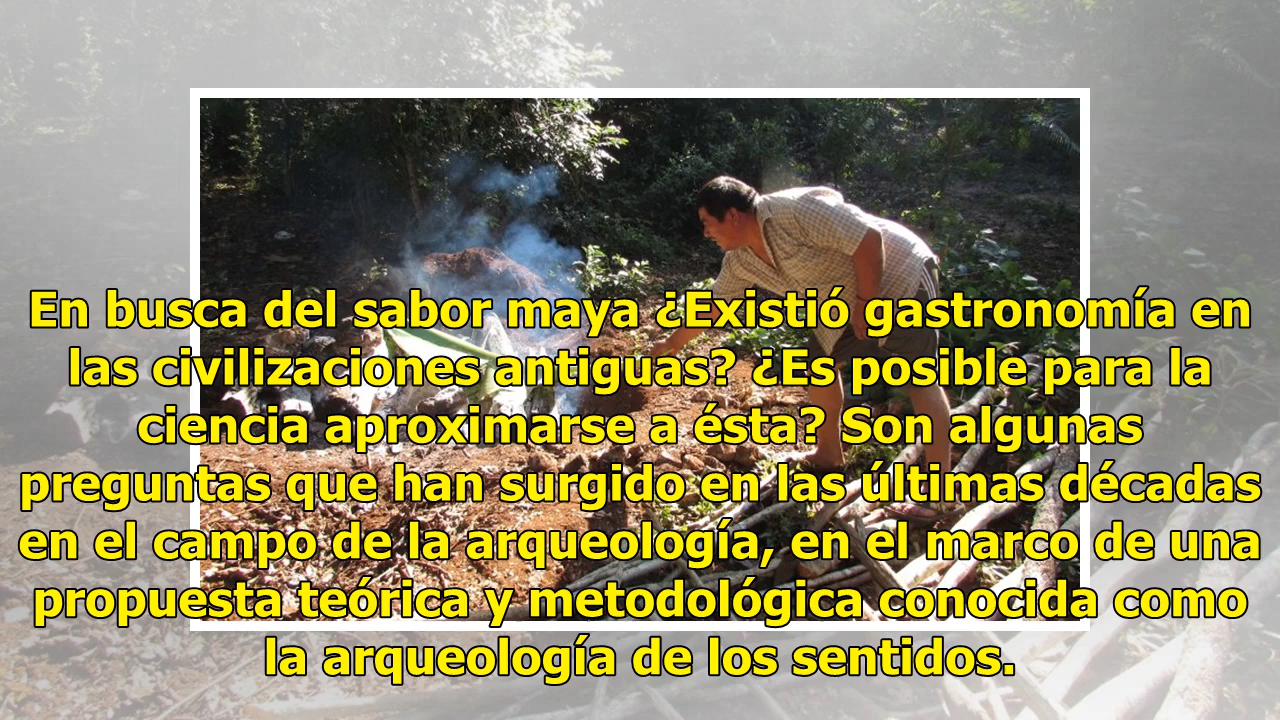 En busca del sabor maya ¿Existió gastronomía en
las civilizaciones antiguas? ¿Es posible para la
ciencia aproximarse a ésta? Son algunas
preguntas que han surgido en las últimas décadas
en el campo de la arqueología, en el marco de una
propuesta teórica y metodológica conocida como
la arqueología de los sentidos.